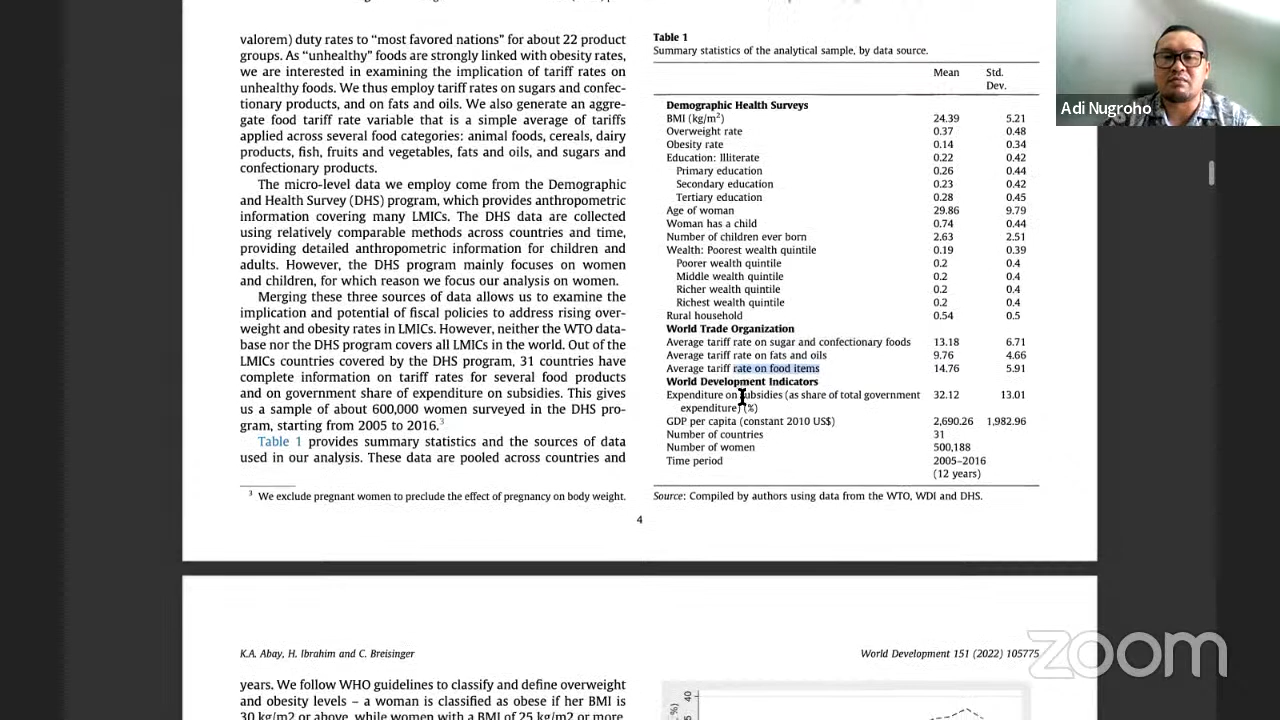 valorem) duty rates to “most favored nations” for about 22 product
groups. As “unhealthy” foods are strongly linked with obesity rates,
we are interested in examining the implication of tariff rates on
unhealthy foods. We thus employ tariff rates on sugars and confec-
tionary products, and on fats and oils. We also generate an aggre-
gate food tariff rate variable that is a simple average of tariffs
applied across several food categories: animal foods, cereals, dairy
products, fish, fruits and vegetables, fats and oils, and sugars and
confectionary products.
The micro-level data we employ come from the Demographic
and Health Survey (DHS) program, which provides anthropometric
information covering many LMICs. The DHS data are collected
using relatively comparable methods across countries and time,
providing detailed anthropometric information for children and
adults. However, the DHS program mainly focuses on women
and children, for which reason we focus our analysis on women.
Merging these three sources of data allows us to examine the
implication and potential of fiscal policies to address rising over-
weight and obesity rates in LMICs. However, neither the WTO data-
base nor the DHS program covers all LMICs in the world. Out of the
LMICs countries covered by the DHS program, 31 countries have
complete information on tariff rates for several food products
and on government share of expenditure on subsidies. This gives
us a sample of about 600,000 women surveyed in the DHS pro-
gram, starting from 2005 to 2016.3
Table 1 provides summary statistics and the sources of data
used in our analysis. These data are pooled across countries and
3 We exclude pregnant women to preclude the effect of pregnancy on body weight.
Table 1
Summary statistics of the analytical sample, by data source.
Mean Std.
Dev.
Demographic Health Surveys
BMI (kg/m2) 24.39 5.21
Overweight rate 0.37 0.48
Obesity rate 0.14 0.34
Education: Illiterate 0.22 0.42
Primary education 0.26 0.44
Secondary education 0.23 0.42
Tertiary education 0.28 0.45
Age of woman 29.86 9.79
Woman has a child 0.74 0.44
Number of children ever born 2.63 2.51
Wealth: Poorest wealth quintile 0.19 0.39
Poorer wealth quintile 0.2 0.4
Middle wealth quintile 0.2 0.4
Richer wealth quintile 0.2 0.4
Richest wealth quintile 0.2 0.4
Rural household 0.54 0.5
World Trade Organization
Average tariff rate on sugar and confectionary foods 13.18 6.71
Average tariff rate on fats and oils 9.76 4.66
Average tariff rate on food items 14.76 5.91
World Development Indicators
Expenditure on subsidies (as share of total government 32.12 13.01
expenditure) (%)
GDP per capita (constant 2010 US$) 2,690.26 1,982.96
Number of countries 31
Number of women 500,188
Time period 2005–2016
(12 years)
Source: Compiled by authors using data from the WTO, WDI and DHS.
4
K.A. Abay, H. Ibrahim and C. Breisinger
World Development 151 (2022) 105775
years. We follow WHO guidelines to classify and define overweight
and obesity levels – a woman is classified as obese if her BMI is
30 kg/m2 or above, while women with a BMI of 25 kg/m2 or more
40
%)
Adi Nugroho
zoom